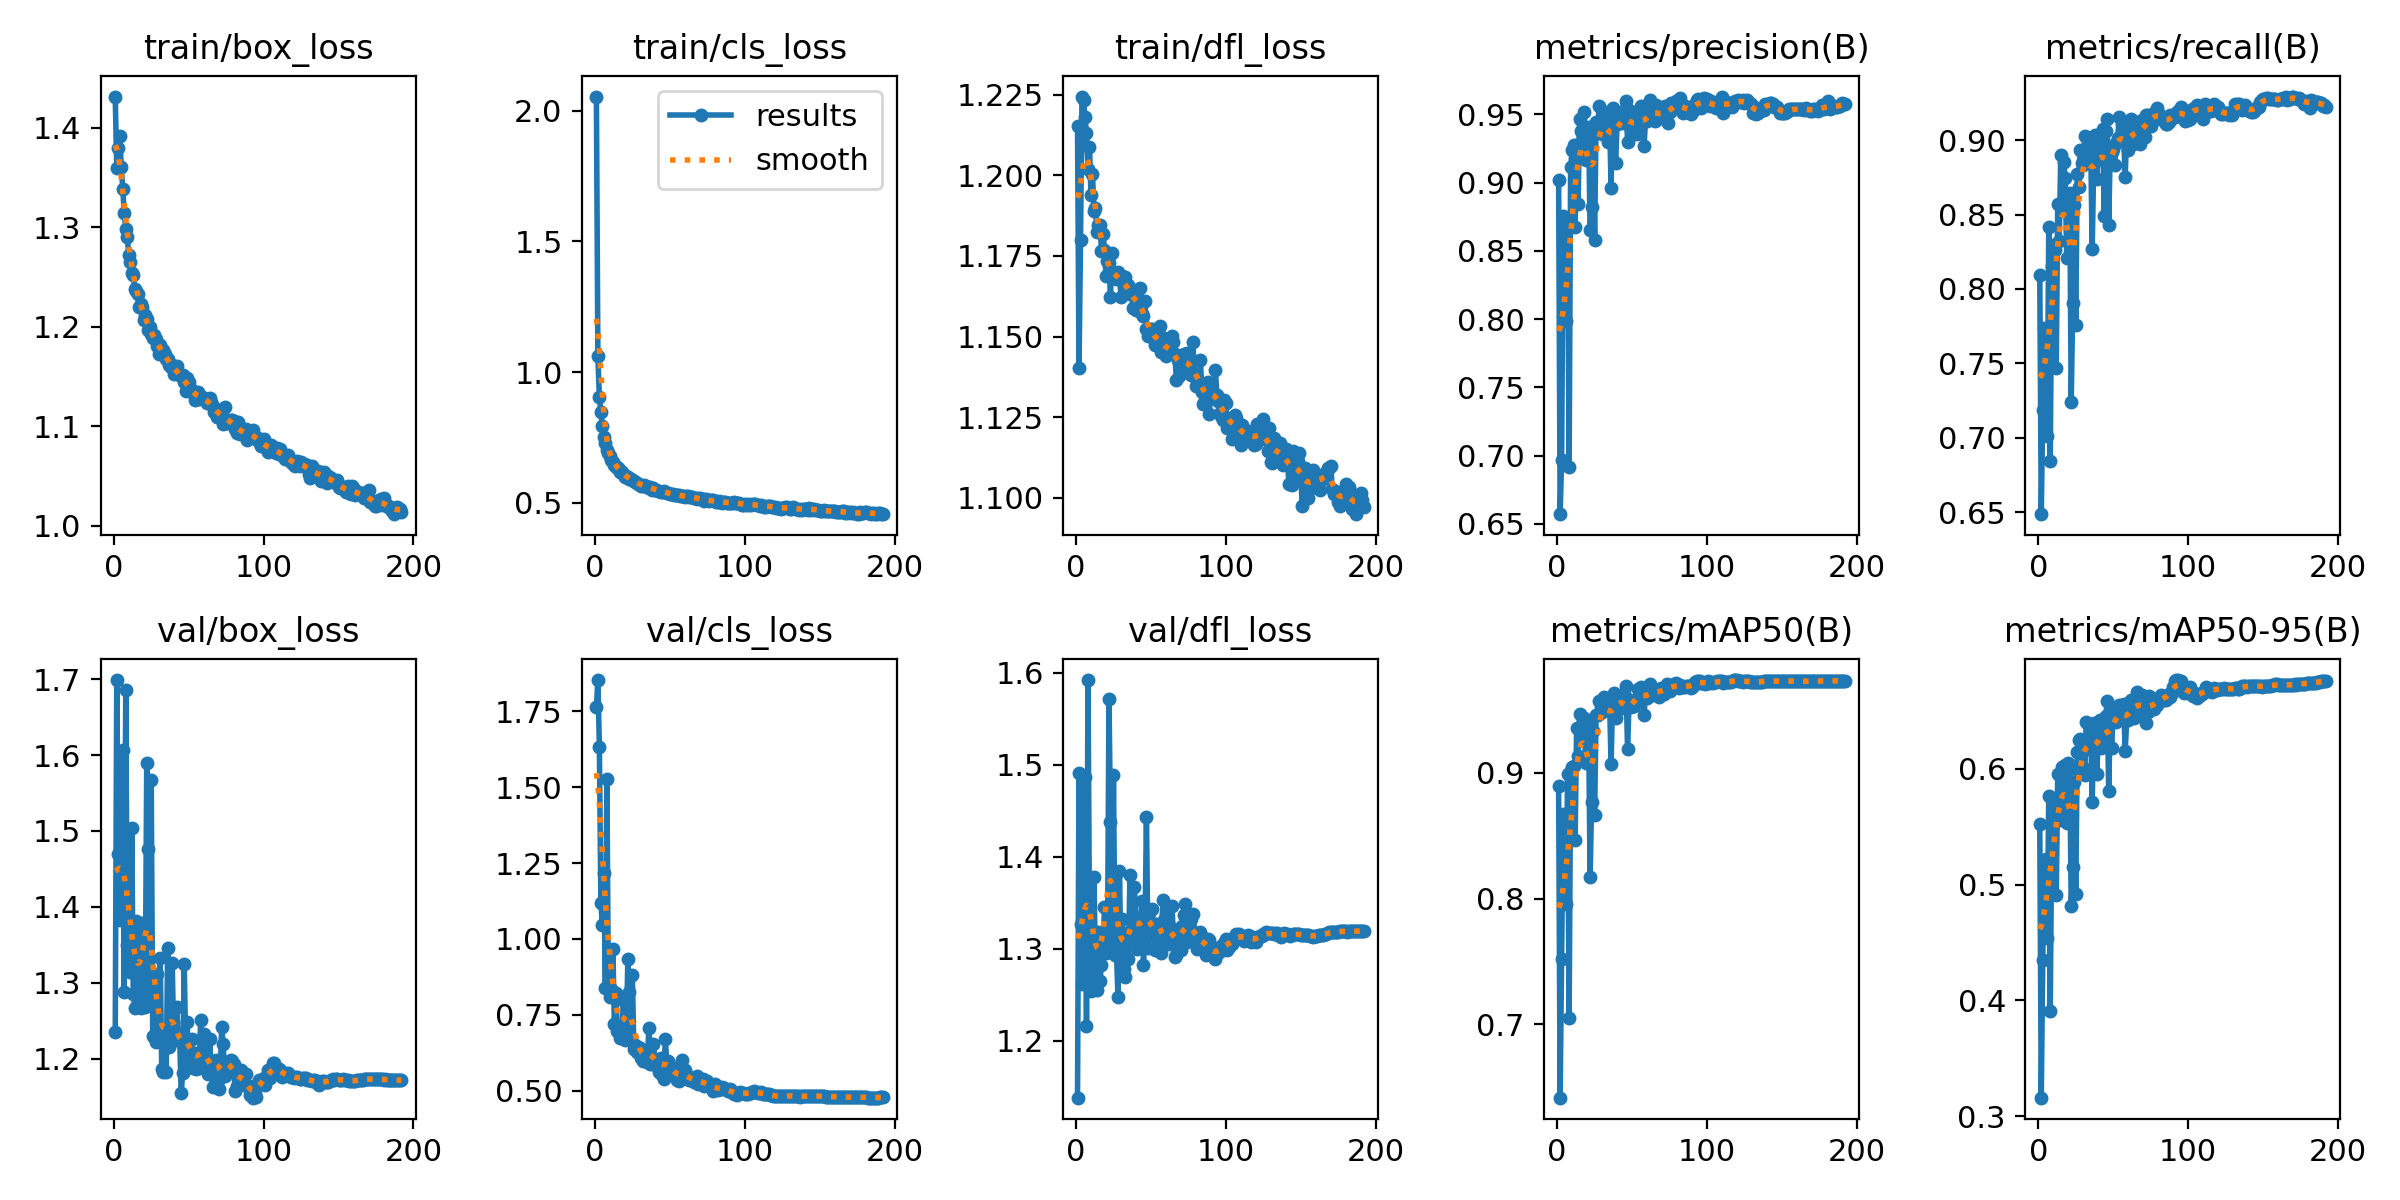 train/box_loss
1.4
1.3
1.2
1.1
1.0
0 100 200
train/cls_loss
results
smooth
2.0
1.5
1.0
0.5
0 100 200
train/dfl_loss
1.225
1.200
1.175
1.150
1.125
1.100
0 100 200
metrics/precision(B)
0.95
0.90
0.85
0.80
0.75
0.70
0.65
0 100 200
metrics/recall(B)
0.90
0.85
0.80
0.75
0.70
0.65
0 100 200
val/box_loss
1.7
1.6
1.5
1.4
1.3
1.2
0 100 200
val/cls_loss
1.75
1.50
1.25
1.00
0.75
0.50
0 100 200
val/dfl_loss
1.6
1.5
1.4
1.3
1.2
0 100 200
metrics/mAP50(B)
0.9
0.8
0.7
0 100 200
metrics/mAP50-95(B)
0.6
0.5
0.4
0.3
0 100 200